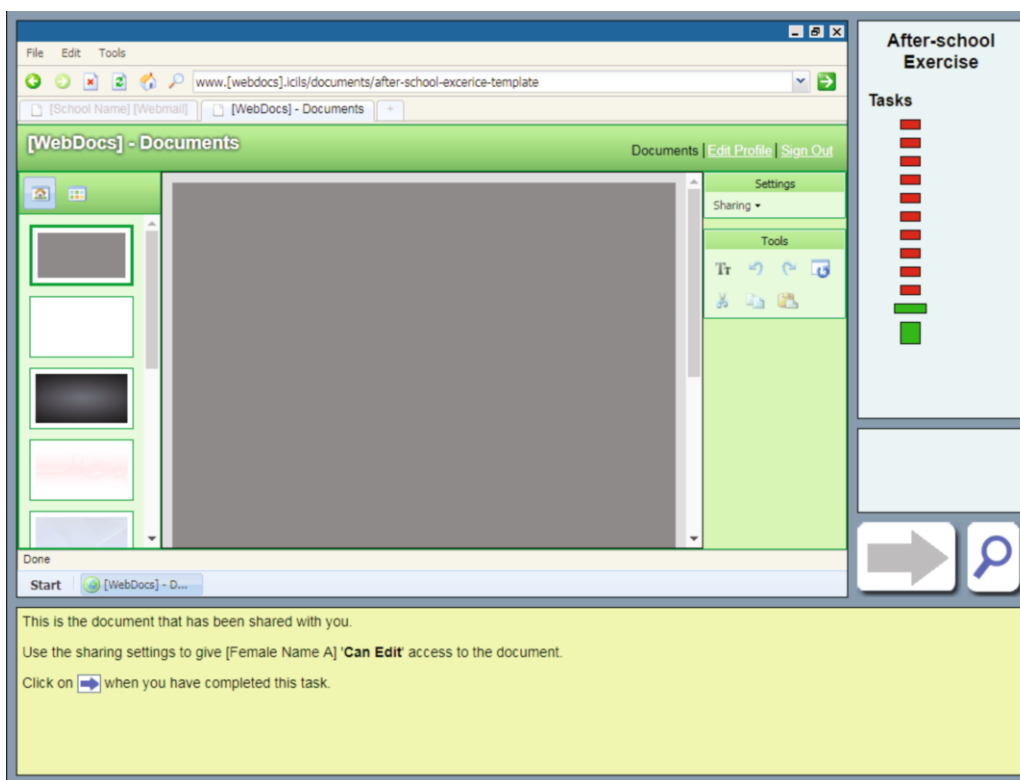 File Edit Tools
www.[webdocs].icils/documents/after-school-excerice-template
[School Name] [Webmail] [WebDocs] - Documents +
[WebDocs] - Documents
Documents | Edit Profile | Sign Out
Settings
Sharing
Tools
Tт
Done
Start [WebDocs] - D...
After-school
Exercise
Tasks
This is the document that has been shared with you.
Use the sharing settings to give [Female Name A] 'Can Edit' access to the document.
Click on when you have completed this task.